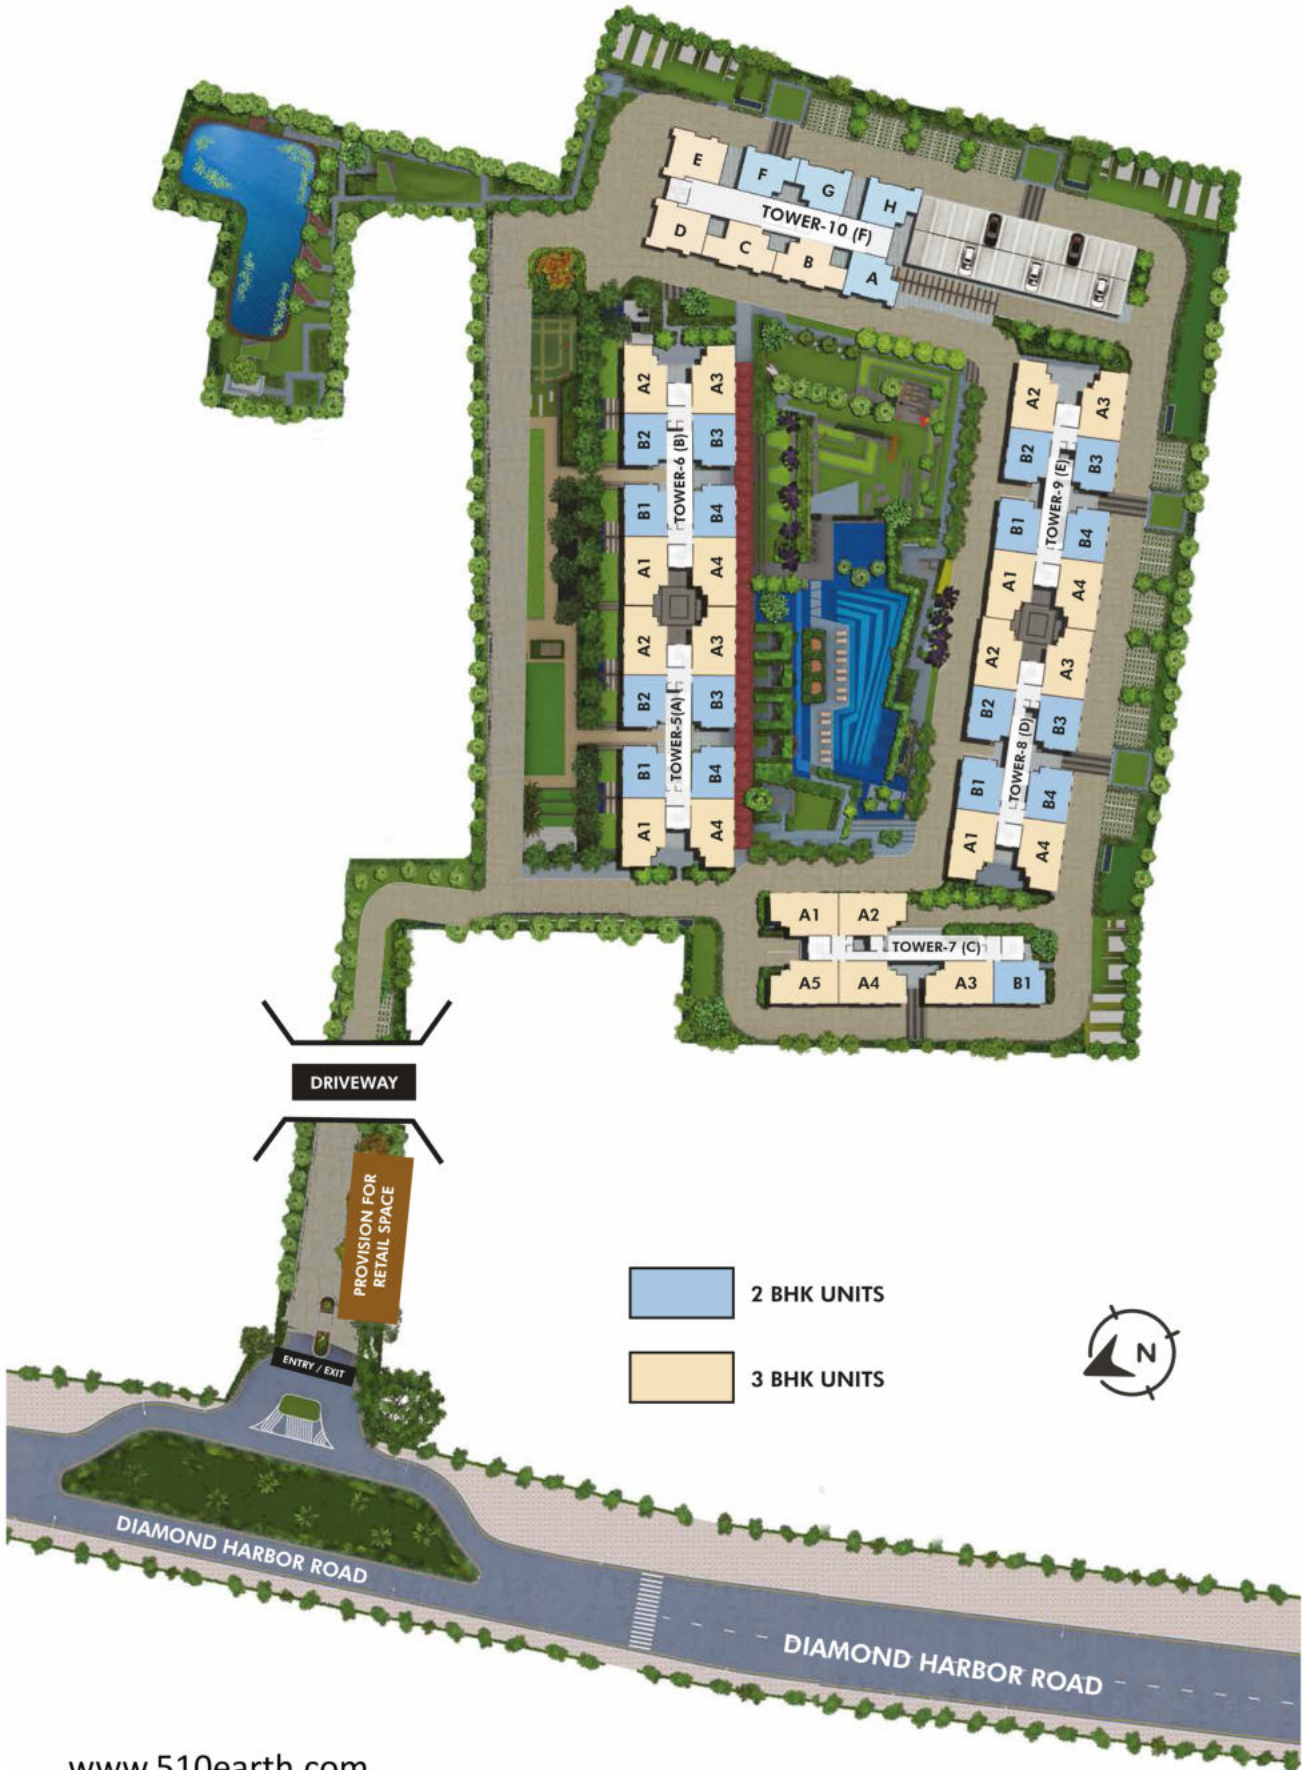 E
F
G
H
TOWER-10 (F)
D
C
B
A
A2
A3
B2
B3
TOWER-6 (B)
B1
B4
A1
A4
A2
A3
B2
B3
TOWER-5(A)
B1
B4
A1
A4
A2
A3
B2
B3
TOWER-9 (E)
B1
B4
A1
A4
A2
A3
B2
B3
TOWER-8 (D)
B1
B4
A1
A4
A1
A2
TOWER-7 (C)
A5
A4
A3
B1
DRIVEWAY
PROVISION FOR
RETAIL SPACE
ENTRY / EXIT
2 BHK UNITS
3 BHK UNITS
N
DIAMOND HARBOR ROAD
DIAMOND HARBOR ROAD
www.510earth.com